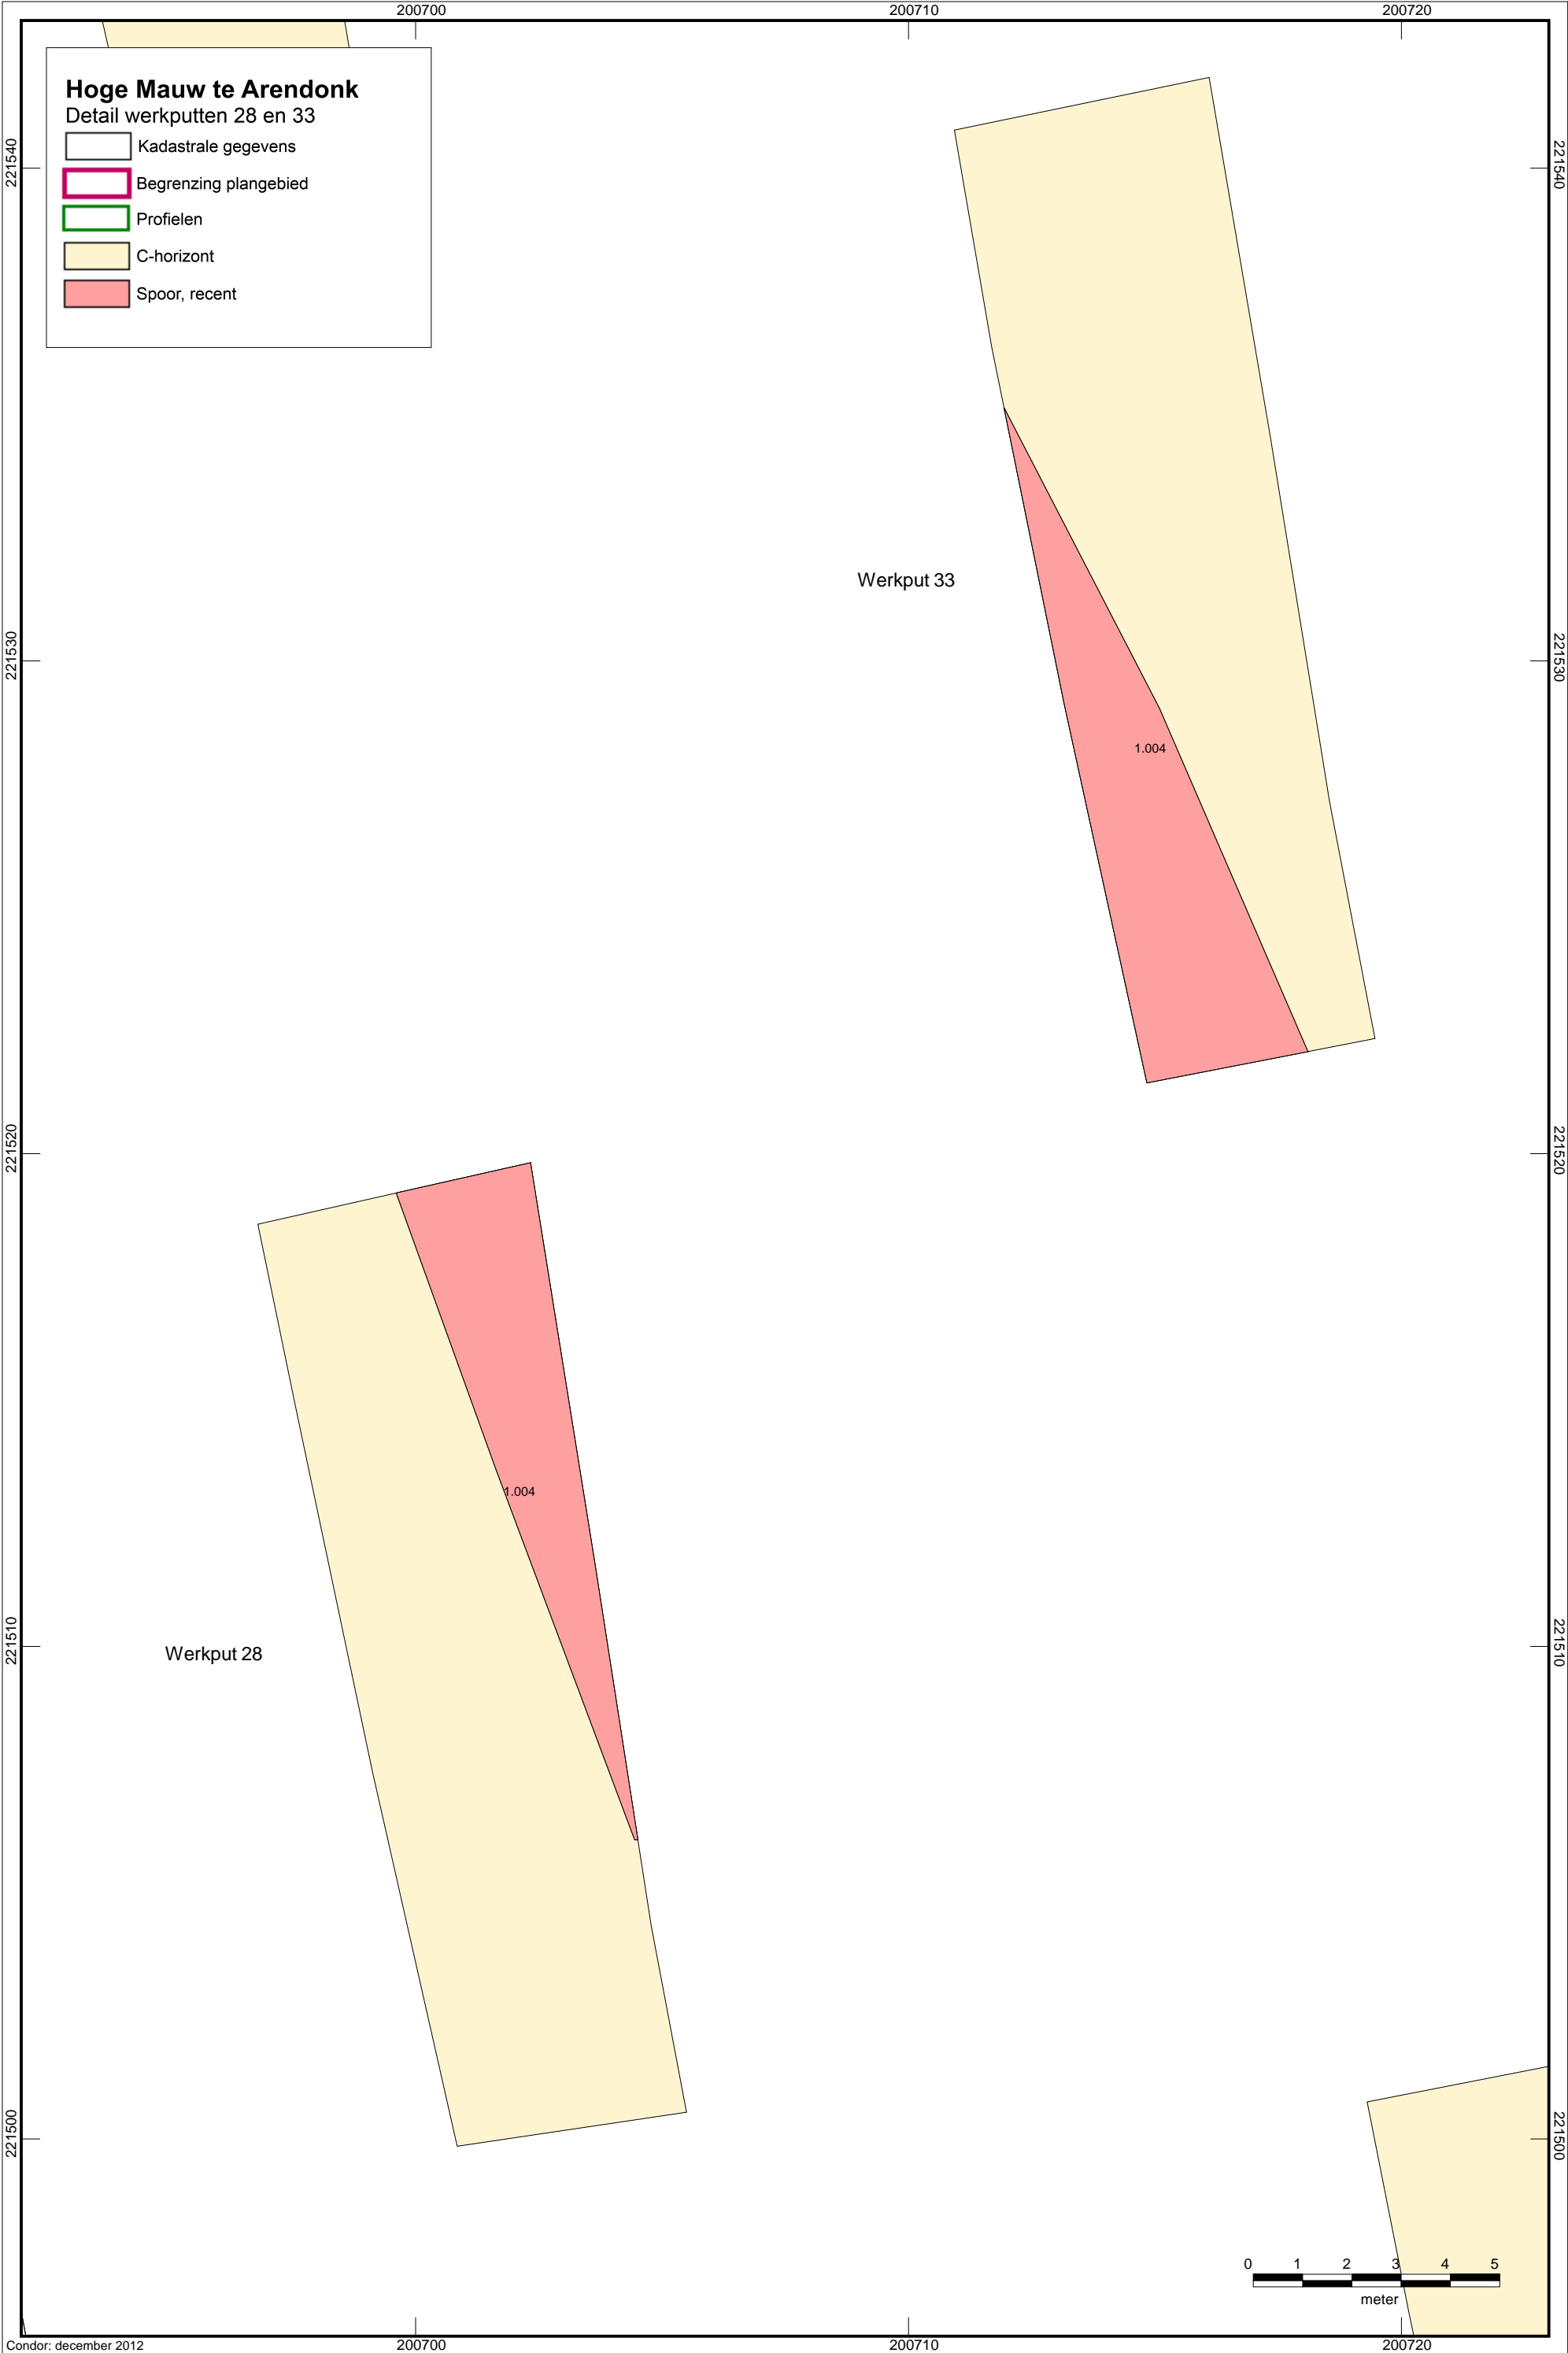 200700
200710
200720
Hoge Mauw te Arendonk
Detail werkputten 28 en 33
Kadastrale gegevens
Begrenzing plangebied
Profielen
C-horizont
Spoor, recent
221540
221540
Werkput 33
221530
221530
1.004
221520
221520
1.004
Werkput 28
221510
221510
221500
221500
0 1 2 3 4 5
meter
Condor: december 2012
200700
200710
200720